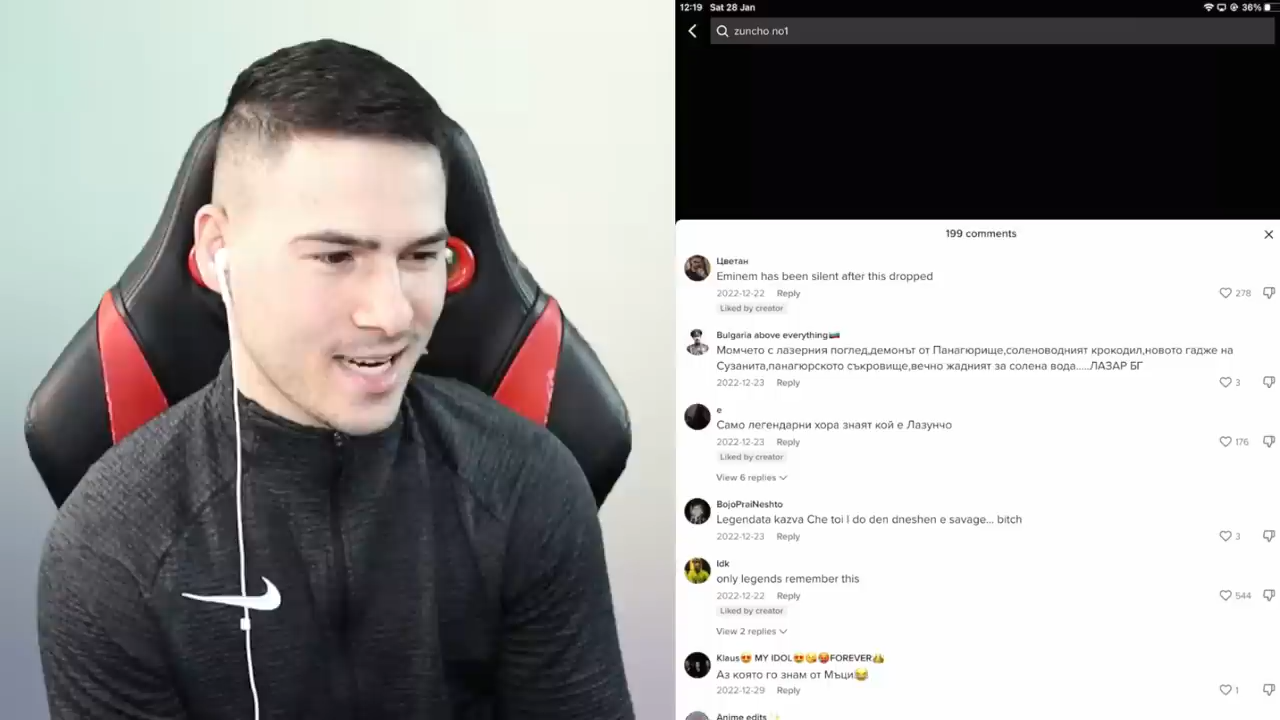 12:19 Sat 28 Jan
36%
zuncho no1
199 comments
Цветан
Eminem has been silent after this dropped
2022-12-22 Reply
278
Liked by creator
Bulgaria above everything🇧🇬
Момчето с лазерния поглед,демонът от Панагюрище,соленоводният крокодил,новото гадже на
Сузанита,панагюрското съкровище,вечно жадният за солена вода.....ЛАЗАР БГ
2022-12-23 Reply
3
e
Само легендарни хора знаят кой е Лазунчо
2022-12-23 Reply
176
Liked by creator
View 6 replies
BojoPraiNeshto
Legendata kazva Che toi I do den dneshen e savage... bitch
2022-12-23 Reply
3
Idk
only legends remember this
2022-12-22 Reply
544
Liked by creator
View 2 replies
Klaus😍 MY IDOL😍😘🥵FOREVER🫂
Аз която го знам от Мъци😂
2022-12-29 Reply
1
Anime edits ✨